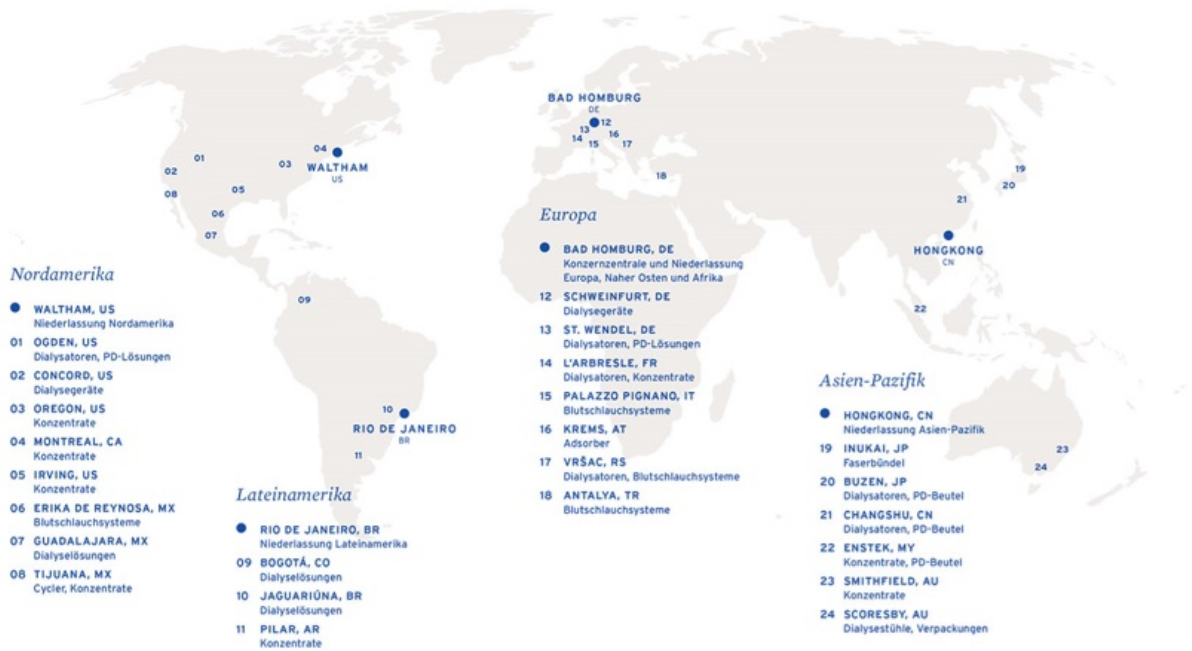 BAD HOMBURG
DE
13
12
14
15
16
17
18
04
WALTHAM
US
01
02
03
05
08
06
07
09
10
RIO DE JANEIRO
BR
11
19
20
21
HONGKONG
CN
22
23
24
Nordamerika
WALTHAM, US
Niederlassung Nordamerika
01 OGDEN, US
Dialysatoren, PD-Lösungen
02 CONCORD, US
Dialysegeräte
03 OREGON, US
Konzentrate
04 MONTREAL, CA
Konzentrate
05 IRVING, US
Konzentrate
06 ERIKA DE REYNOSA, MX
Blutschlauchsysteme
07 GUADALAJARA, MX
Dialyselösungen
08 TIJUANA, MX
Cycler, Konzentrate
Lateinamerika
RIO DE JANEIRO, BR
Niederlassung Lateinamerika
09 BOGOTÁ, CO
Dialyselösungen
10 JAGUARIÚNA, BR
Dialyselösungen
11 PILAR, AR
Konzentrate
Europa
BAD HOMBURG, DE
Konzernzentrale und Niederlassung
Europa, Naher Osten und Afrika
12 SCHWEINFURT, DE
Dialysegeräte
13 ST. WENDEL, DE
Dialysatoren, PD-Lösungen
14 L'ARBRESLE, FR
Dialysatoren, Konzentrate
15 PALAZZO PIGNANO, IT
Blutschlauchsysteme
16 KREMS, AT
Adsorber
17 VRŠAC, RS
Dialysatoren, Blutschlauchsysteme
18 ANTALYA, TR
Blutschlauchsysteme
Asien-Pazifik
HONGKONG, CN
Niederlassung Asien-Pazifik
19 INUKAI, JP
Faserbündel
20 BUZEN, JP
Dialysatoren, PD-Beutel
21 CHANGSHU, CN
Dialysatoren, PD-Beutel
22 ENSTEK, MY
Konzentrate, PD-Beutel
23 SMITHFIELD, AU
Konzentrate
24 SCORESBY, AU
Dialysestühle, Verpackungen